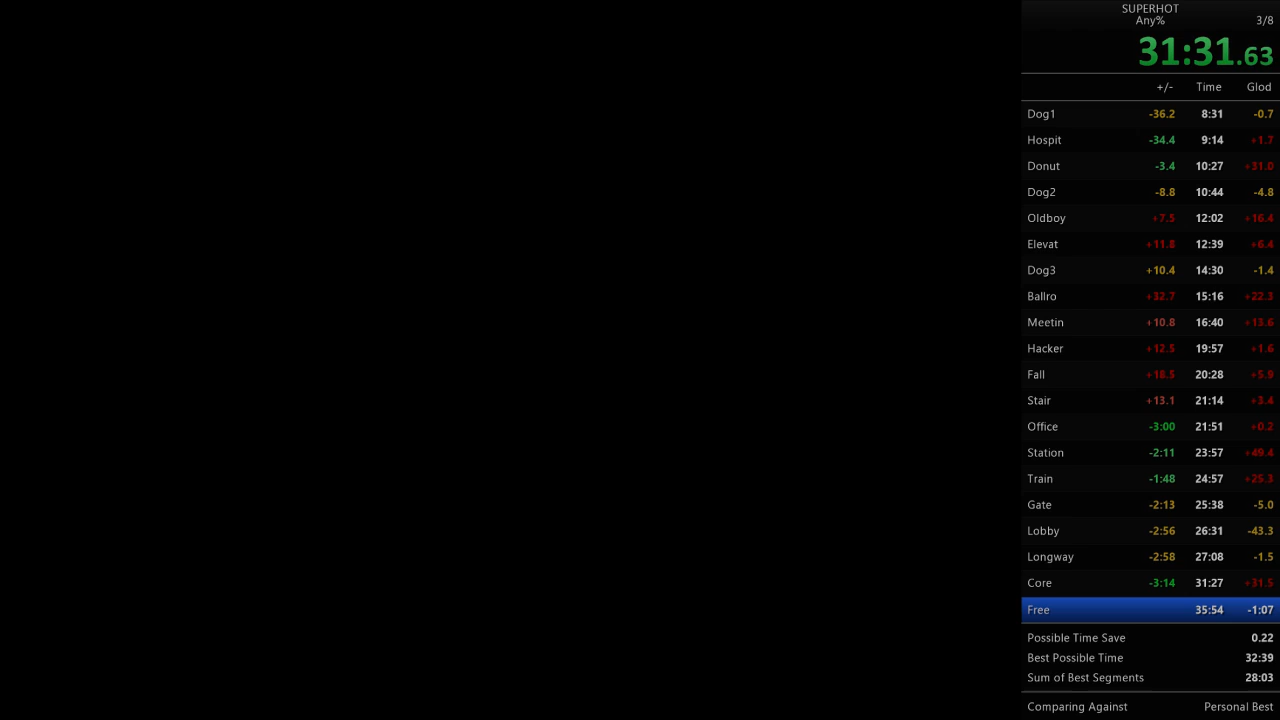 SUPERHOT
Any% 3/8
31:31.63
+/- Time Glod
Dog1 -36.2 8:31 -0.7
Hospit -34.4 9:14 +1.7
Donut -3.4 10:27 +31.0
Dog2 -8.8 10:44 -4.8
Oldboy +7.5 12:02 +16.4
Elevat +11.8 12:39 +6.4
Dog3 +10.4 14:30 -1.4
Ballro +32.7 15:16 +22.3
Meetin +10.8 16:40 +13.6
Hacker +12.5 19:57 +1.6
Fall +18.5 20:28 +5.9
Stair +13.1 21:14 +3.4
Office -3:00 21:51 +0.2
Station -2:11 23:57 +49.4
Train -1:48 24:57 +25.3
Gate -2:13 25:38 -5.0
Lobby -2:56 26:31 -43.3
Longway -2:58 27:08 -1.5
Core -3:14 31:27 +31.5
Free 35:54 -1:07
Possible Time Save 0.22
Best Possible Time 32:39
Sum of Best Segments 28:03
Comparing Against Personal Best